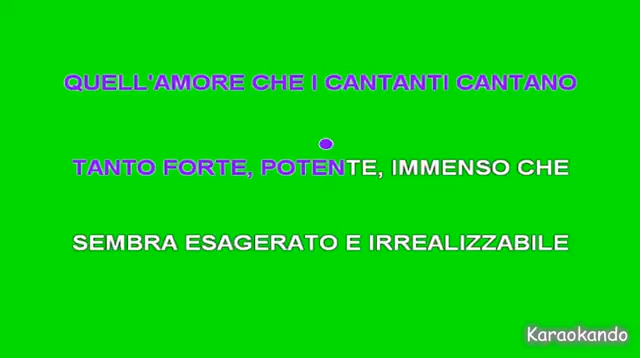 QUELL'AMORE CHE I CANTANTI CANTANO
TANTO FORTE, POTENTE, IMMENSO CHE
SEMBRA ESAGERATO E IRREALIZZABILE
Karaokando